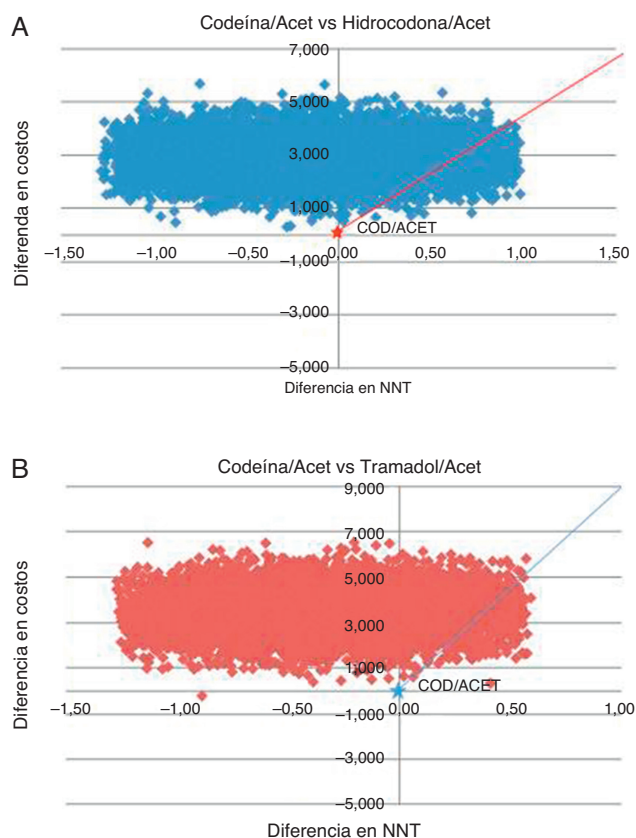 A
Codeína/Acet vs Hidrocodona/Acet
7,000
5,000
3,000
1,000
COD/ACET
–1,50 –1,00 –0,50 0,00 0,50 1,00 1,50
–1,000
–3,000
–5,000
Diferenda en costos
Diferencia en NNT
B
Codeína/Acet vs Tramadol/Acet
9,000
7,000
5,000
3,000
1,000
COD/ACET
–1,50 –1,00 –0,50 0,00 0,50 1,00
–1,000
–3,000
–5,000
Diferencia en costos
Diferencia en NNT